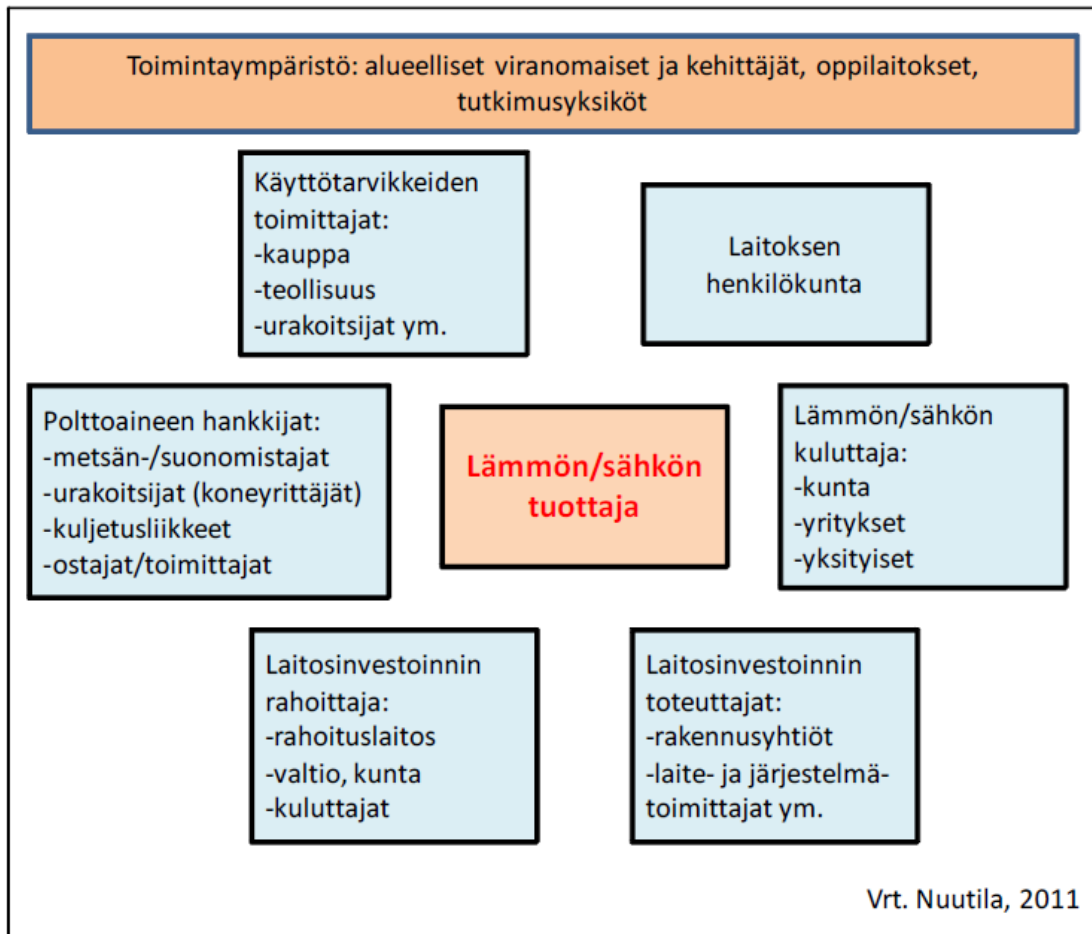 Toimintaympäristö: alueelliset viranomaiset ja kehittäjät, oppilaitokset,
tutkimusyksiköt
Käyttötarvikkeiden
toimittajat:
-kauppa
-teollisuus
-urakoitsijat ym.
Laitoksen
henkilökunta
Polttoaineen hankkijat:
-metsän-/suonomistajat
-urakoitsijat (koneyrittäjät)
-kuljetusliikkeet
-ostajat/toimittajat
Lämmön/sähkön
tuottaja
Lämmön/sähkön
kuluttaja:
-kunta
-yritykset
-yksityiset
Laitosinvestoinnin
rahoittaja:
-rahoituslaitos
-valtio, kunta
-kuluttajat
Laitosinvestoinnin
toteuttajat:
-rakennusyhtiöt
-laite- ja järjestelmä-
toimittajat ym.
Vrt. Nuutila, 2011